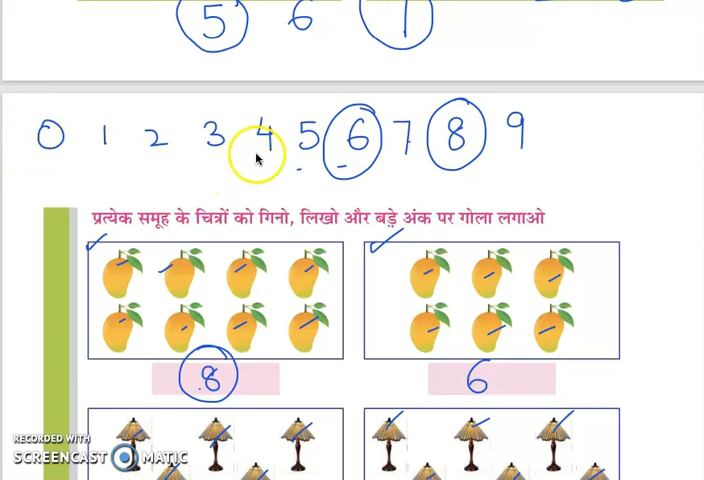 5 6 1
0 1 2 3 4 5 6 7 8 9
प्रत्येक समूह के चित्रों को गिनो, लिखो और बड़े अंक पर गोला लगाओ
8 6
RECORDED WITH
SCREENCAST MATIC